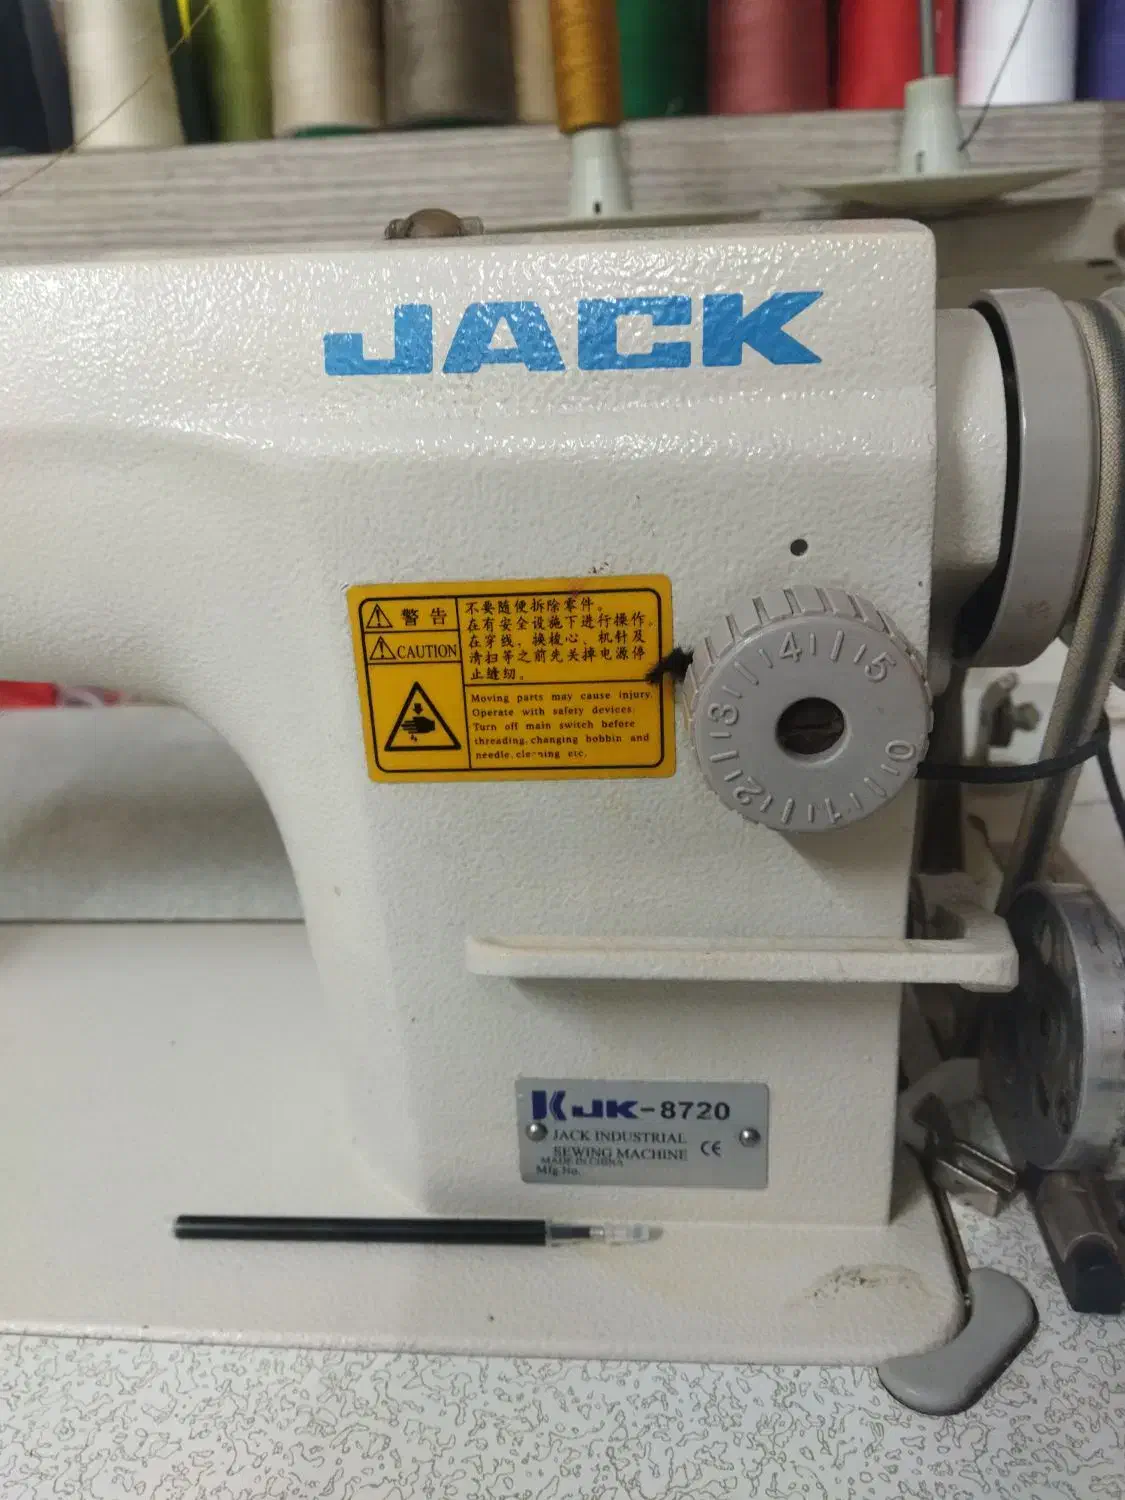 JACK
警告
CAUTION
不要随便拆除零件。
在有安全设施下进行操作。
在穿线，换梭心、机针及
清扫等之前先关掉电源停
止缝纫。
Moving parts may cause injury.
Operate with safety devices.
Turn off main switch before
threading, changing bobbin and
needle, cleaning etc.
4
5
3
2
1
0
JK-8720
JACK INDUSTRIAL
SEWING MACHINE CE
MADE IN CHINA
Mfg.No.